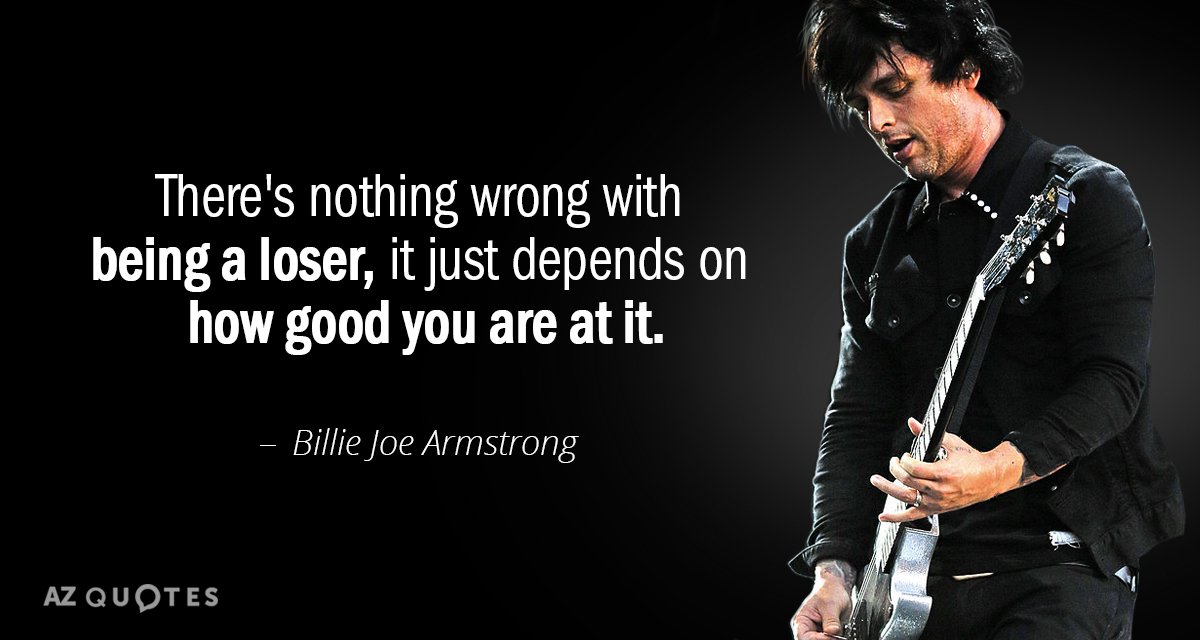 There's nothing wrong with
being a loser, it just depends on
how good you are at it.
– Billie Joe Armstrong
AZ QUOTES